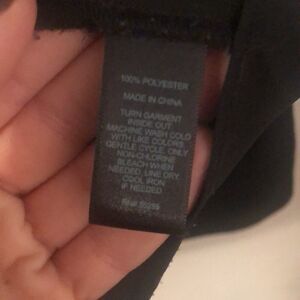 100% POLYESTER
MADE IN CHINA
TURN GARMENT
INSIDE OUT
MACHINE WASH COLD
WITH LIKE COLORS,
GENTLE CYCLE, ONLY
NON-CHLORINE
BLEACH WHEN
NEEDED, LINE DRY
COOL IRON
IF NEEDED